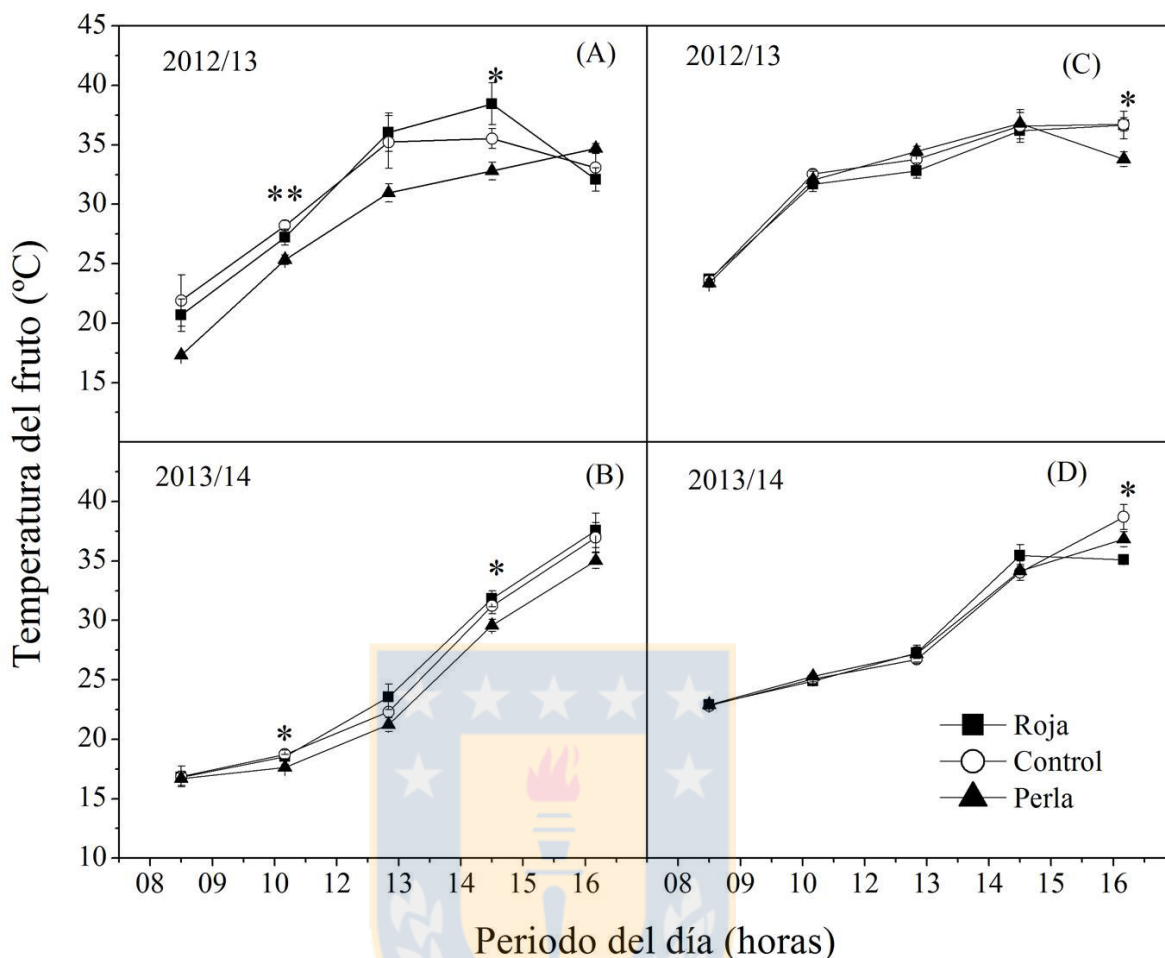 45
40
35
30
25
20
15
2012/13
(A)
*
**
2012/13
(C)
*
40
35
30
25
20
15
10
2013/14
(B)
*
*
2013/14
(D)
*
Roja
Control
Perla
08 09 10 12 13 14 15 16
08 09 10 12 13 14 15 16
Temperatura del fruto (ºC)
Periodo del día (horas)